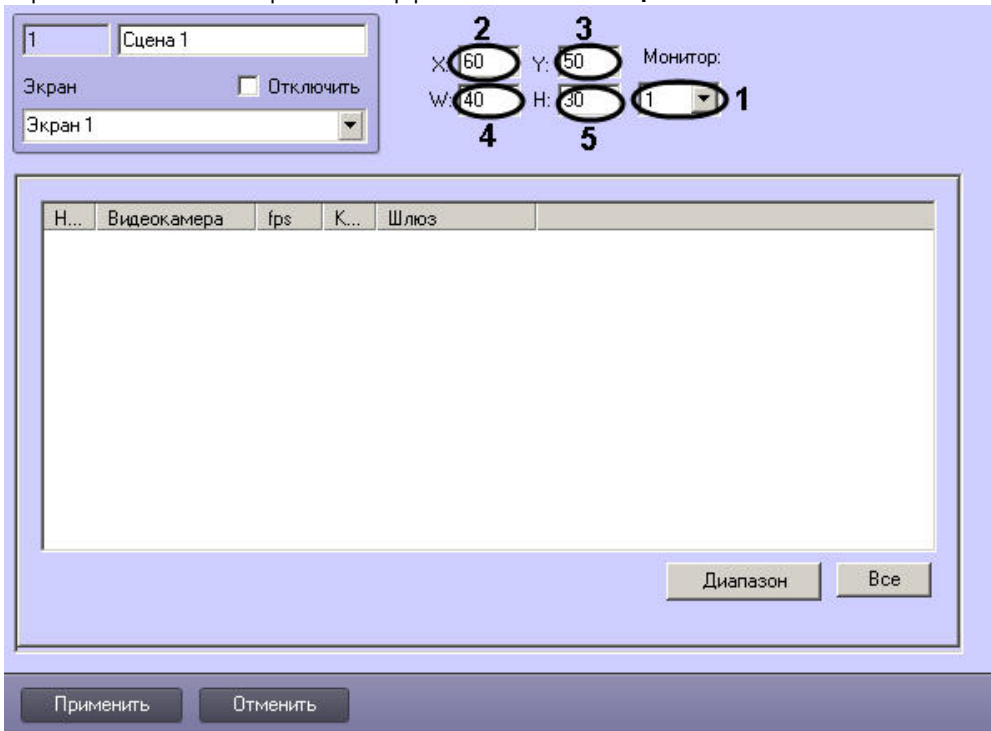 1 Сцена 1
Экран Отключить
Экран 1
2 3
X: 60 Y: 50 Монитор:
W: 40 H: 30 1 1
4 5
Н... Видеокамера fps К... Шлюз
Диапазон Все
Применить Отменить